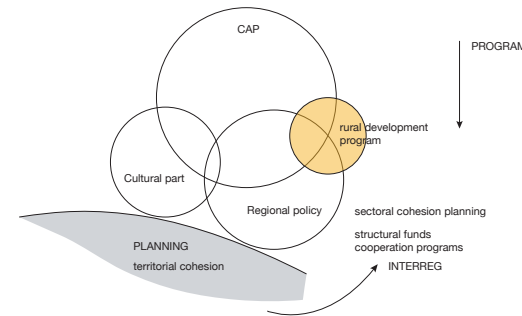 CAP
PROGRAM
rural development
program
Cultural part
Regional policy
sectoral cohesion planning
structural funds
cooperation programs
PLANNING
territorial cohesion
INTERREG